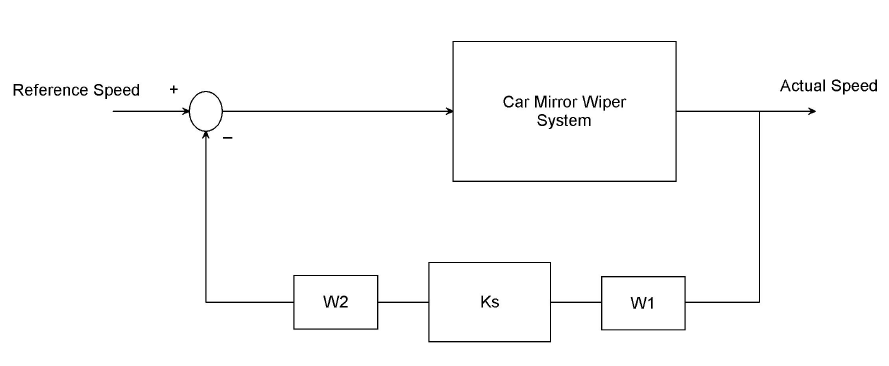 Reference Speed
+
Actual Speed
Car Mirror Wiper
System
–
W2
Ks
W1